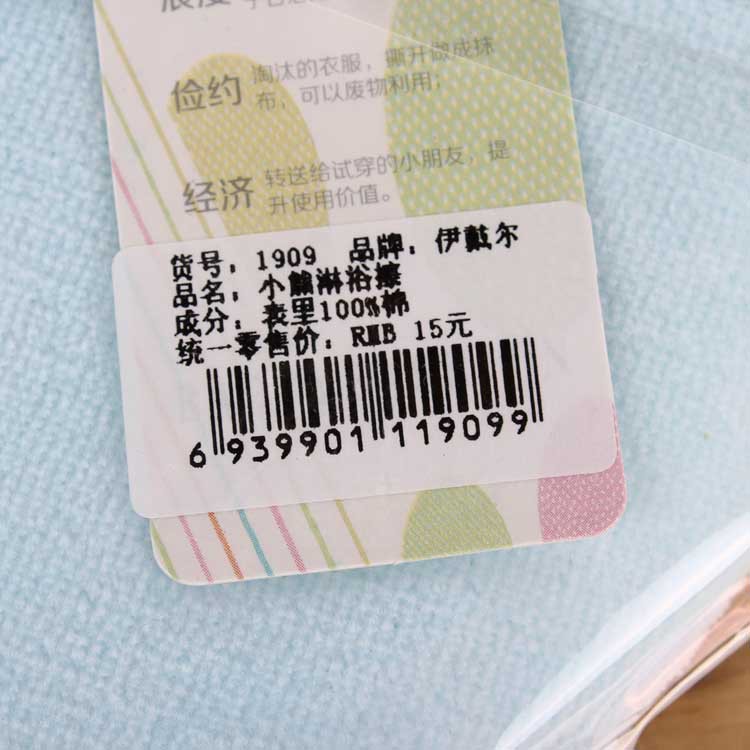 俭约 淘汰的衣服，撕开做成抹
布，可以废物利用；
经济 转送给试穿的小朋友，提
升使用价值。
货号：1909 品牌：伊戴尔
品名：小熊淋浴擦
成分：表里100%棉
统一零售价：RMB 15元
6 939901 119099